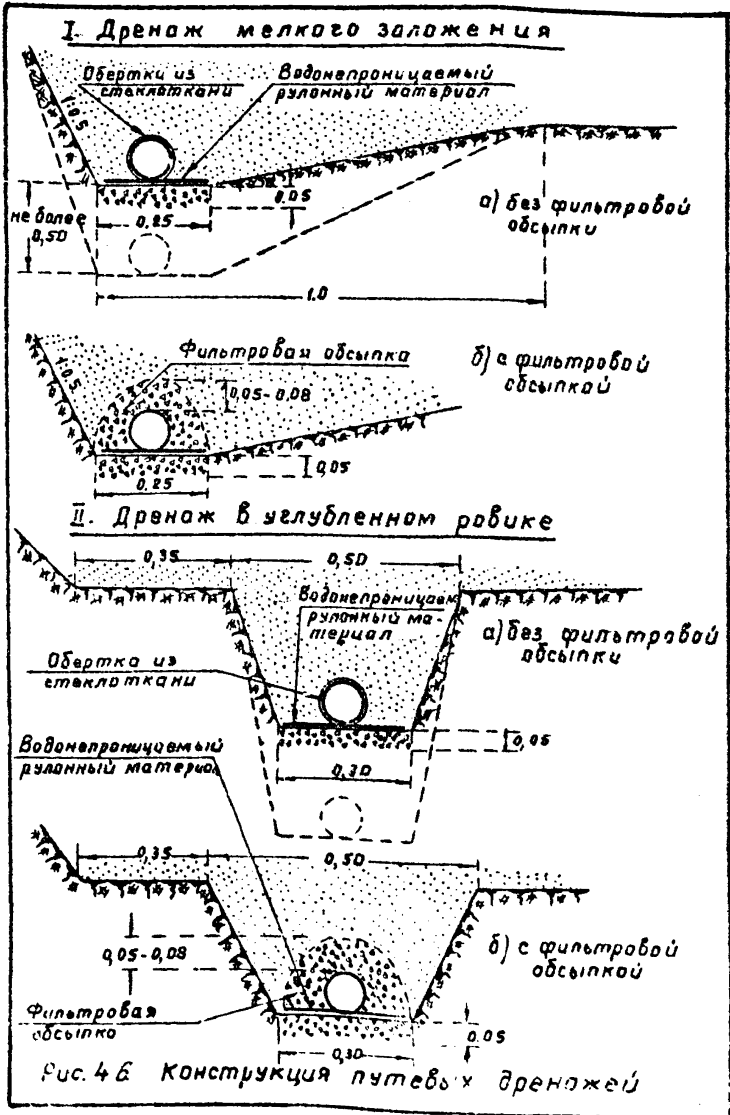 I. Дренаж мелкого заложения
Обертки из
стеклоткани
Водонепроницаемый
рулонный материал
1:0.5
не более
0,50
0,25
0.05
а) без фильтровой
обсыпки
1.0
Фильтровая обсыпка
1:0.5
0,05-0,08
б) с фильтровой
обсыпкой
0,05
0.25
II. Дренаж в углубленном ровике
0,35
0,50
Водонепроницаем
рулонный ма-
териал
а) без фильтровой
обсыпки
Обертка из
стеклоткани
0,05
0,30
Водонепроницаемый
рулонный материал
0,35
0,50
0,05-0,08
б) с фильтровой
обсыпкой
Фильтровая
обсыпка
0.05
0,30
Рис. 4.6 Конструкция путевых дренажей